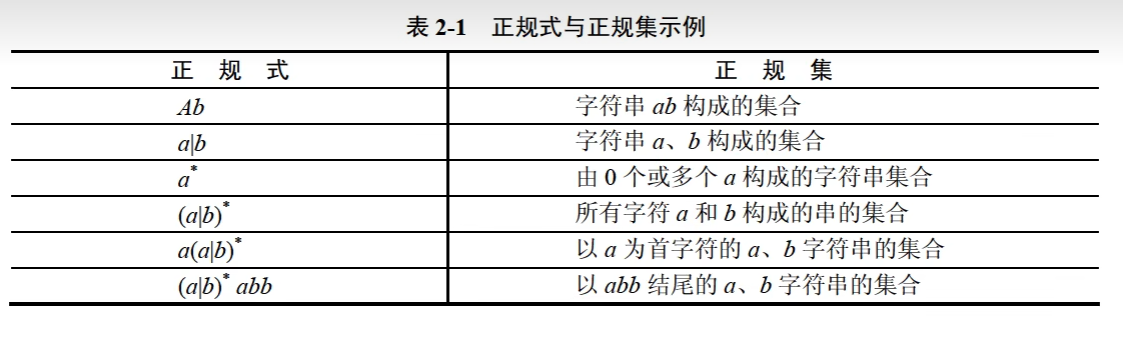 表 2-1 正规式与正规集示例
正 规 式 正 规 集
Ab 字符串 ab 构成的集合
a|b 字符串 a、b 构成的集合
a* 由 0 个或多个 a 构成的字符串集合
(a|b)* 所有字符 a 和 b 构成的串的集合
a(a|b)* 以 a 为首字符的 a、b 字符串的集合
(a|b)* abb 以 abb 结尾的 a、b 字符串的集合